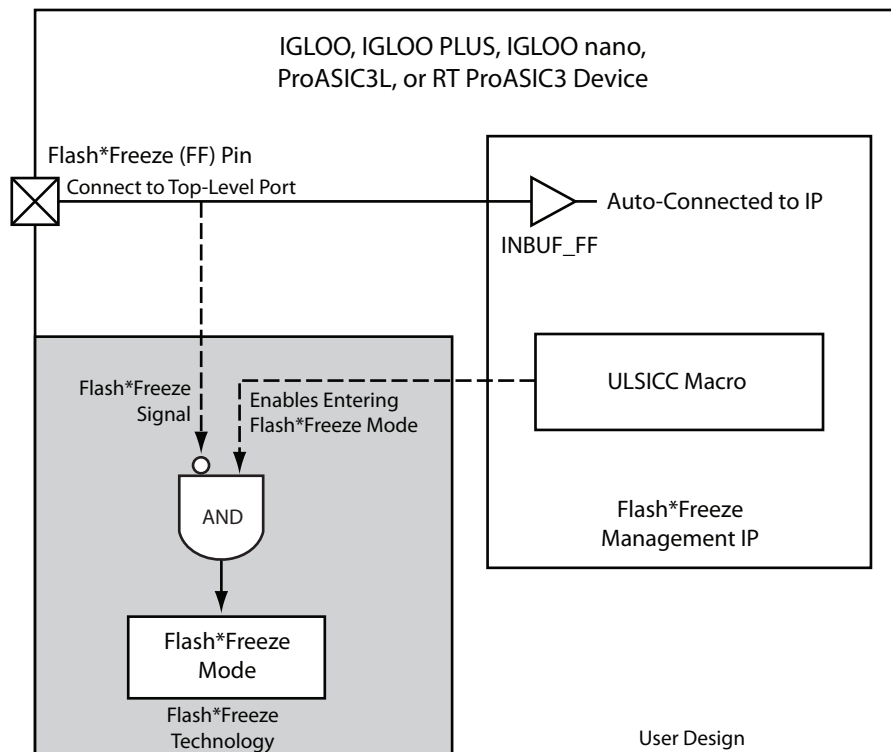 IGLOO, IGLOO PLUS, IGLOO nano,
ProASIC3L, or RT ProASIC3 Device
Flash*Freeze (FF) Pin
Connect to Top-Level Port
Auto-Connected to IP
INBUF_FF
ULSICC Macro
Flash*Freeze
Signal
Enables Entering
Flash*Freeze Mode
AND
Flash*Freeze
Management IP
Flash*Freeze
Mode
Flash*Freeze
Technology
User Design